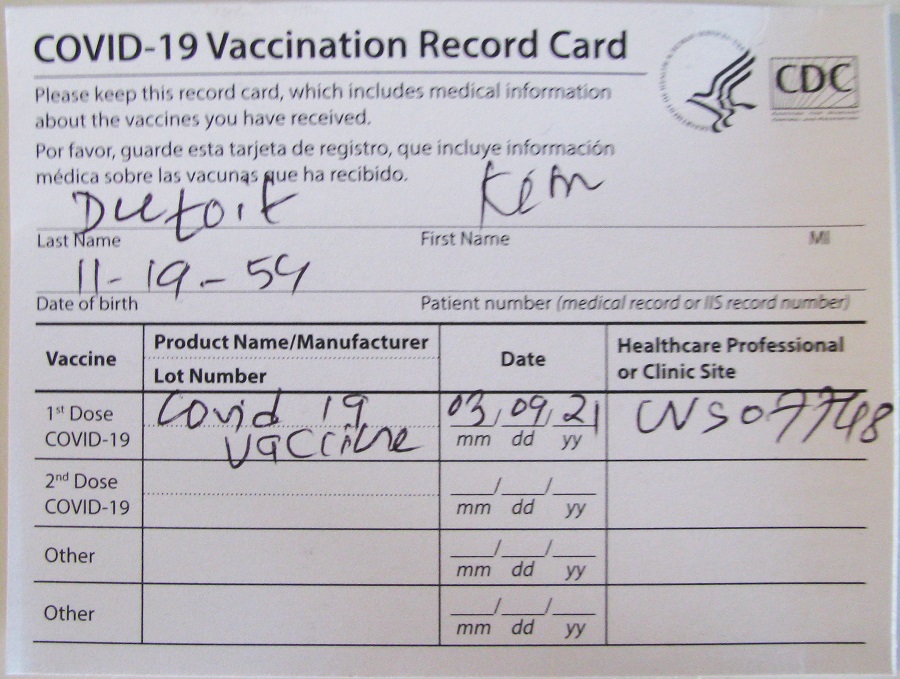 COVID-19 Vaccination Record Card
CDC
Please keep this record card, which includes medical information
about the vaccines you have received.
Por favor, guarde esta tarjeta de registro, que incluye información
médica sobre las vacunas que ha recibido.
Dutoit Kem
Last Name First Name MI
11-19-54
Date of birth Patient number (medical record or IIS record number)
Vaccine Product Name/Manufacturer Date Healthcare Professional
Lot Number or Clinic Site
1st Dose Covid 19 03/09/21 CVS07748
COVID-19 vaccine mm dd yy
2nd Dose / /
COVID-19 mm dd yy
Other / /
mm dd yy
Other / /
mm dd yy